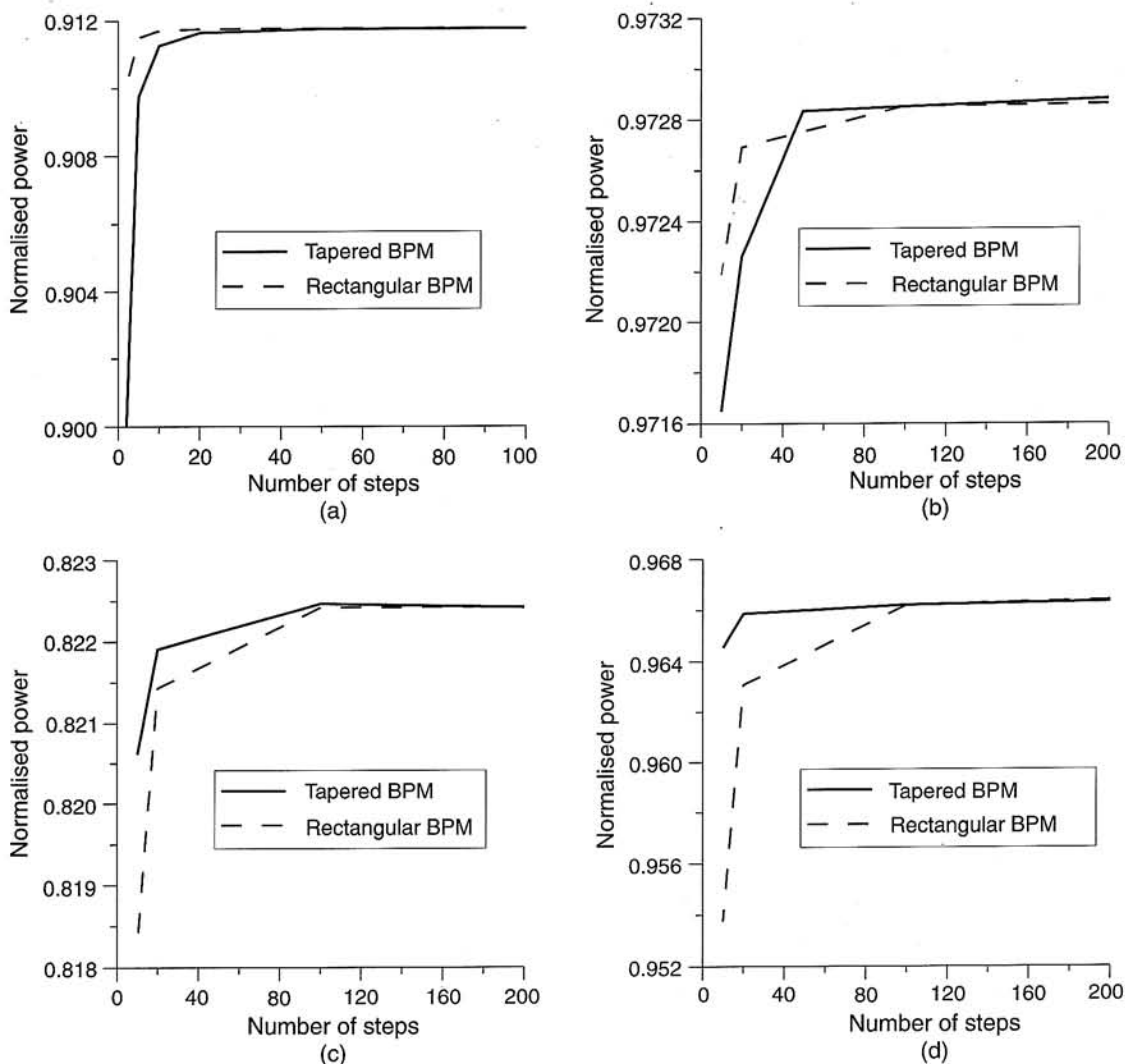 Normalised power
0.912
0.908
0.904
0.900
0
20
40
60
80
100
Number of steps
(a)
Tapered BPM
Rectangular BPM
Normalised power
0.9732
0.9728
0.9724
0.9720
0.9716
0
40
80
120
160
200
Number of steps
(b)
Tapered BPM
Rectangular BPM
Normalised power
0.823
0.822
0.821
0.820
0.819
0.818
0
40
80
120
160
200
Number of steps
(c)
Tapered BPM
Rectangular BPM
Normalised power
0.968
0.964
0.960
0.956
0.952
0
40
80
120
160
200
Number of steps
(d)
Tapered BPM
Rectangular BPM